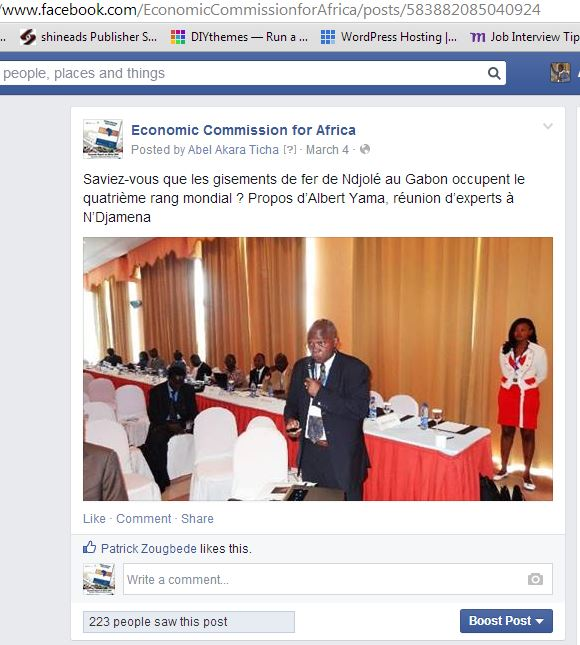 www.facebook.com/EconomicCommissionforAfrica/posts/583882085040924
... shineads Publisher S... DIYthemes — Run a ... WordPress Hosting |... Job Interview Tip
people, places and things
Economic Commission for Africa
Posted by Abel Akara Ticha [?] · March 4 ·
Saviez-vous que les gisements de fer de Ndjolé au Gabon occupent le
quatrième rang mondial ? Propos d'Albert Yama, réunion d'experts à
N'Djamena
Like · Comment · Share
Patrick Zougbede likes this.
Write a comment...
223 people saw this post
Boost Post